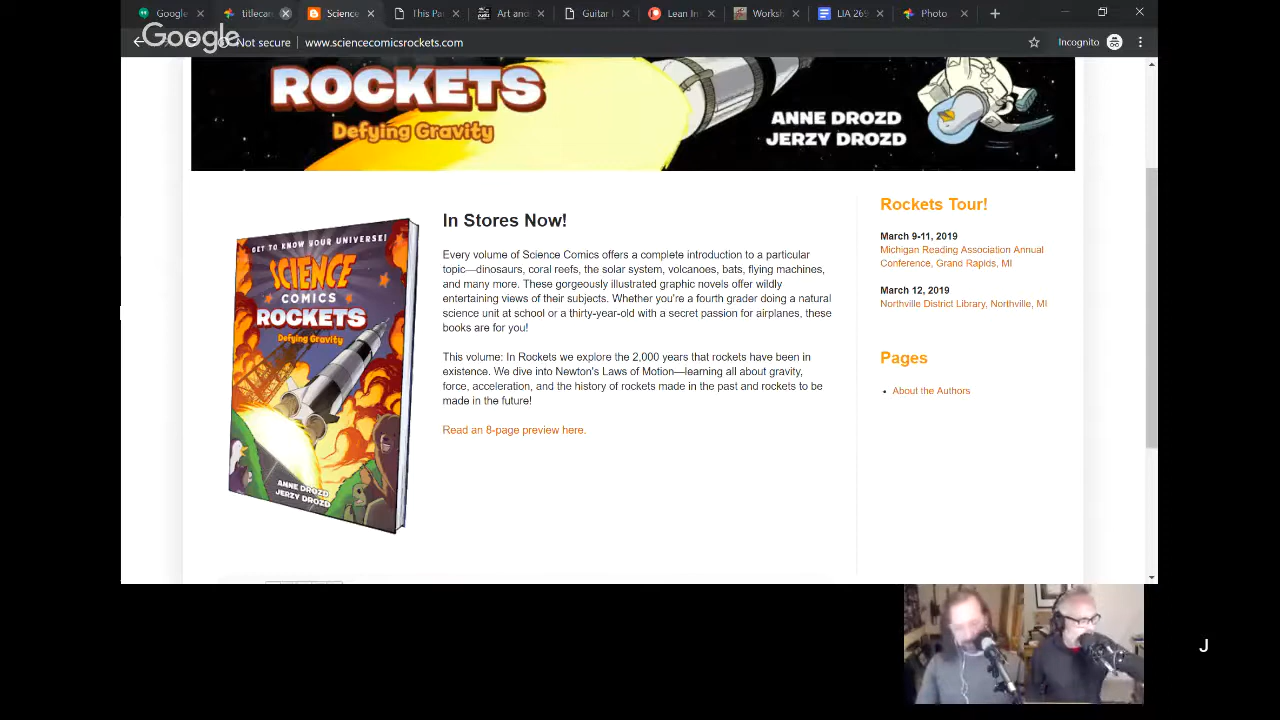 Google
titlecan
Science
This Pa
Art and
Guitar
Lean In
Worksh
LIA 269
Photo
Google
Not secure
www.sciencecomicsrockets.com
Incognito
ROCKETS
Defying Gravity
ANNE DROZD
JERZY DROZD
GET TO KNOW YOUR UNIVERSE!
SCIENCE
COMICS
ROCKETS
Defying Gravity
ANNE DROZD
JERZY DROZD
In Stores Now!
Every volume of Science Comics offers a complete introduction to a particular
topic—dinosaurs, coral reefs, the solar system, volcanoes, bats, flying machines,
and many more. These gorgeously illustrated graphic novels offer wildly
entertaining views of their subjects. Whether you're a fourth grader doing a natural
science unit at school or a thirty-year-old with a secret passion for airplanes, these
books are for you!
This volume: In Rockets we explore the 2,000 years that rockets have been in
existence. We dive into Newton's Laws of Motion—learning all about gravity,
force, acceleration, and the history of rockets made in the past and rockets to be
made in the future!
Read an 8-page preview here.
Rockets Tour!
March 9-11, 2019
Michigan Reading Association Annual
Conference, Grand Rapids, MI
March 12, 2019
Northville District Library, Northville, MI
Pages
About the Authors
J